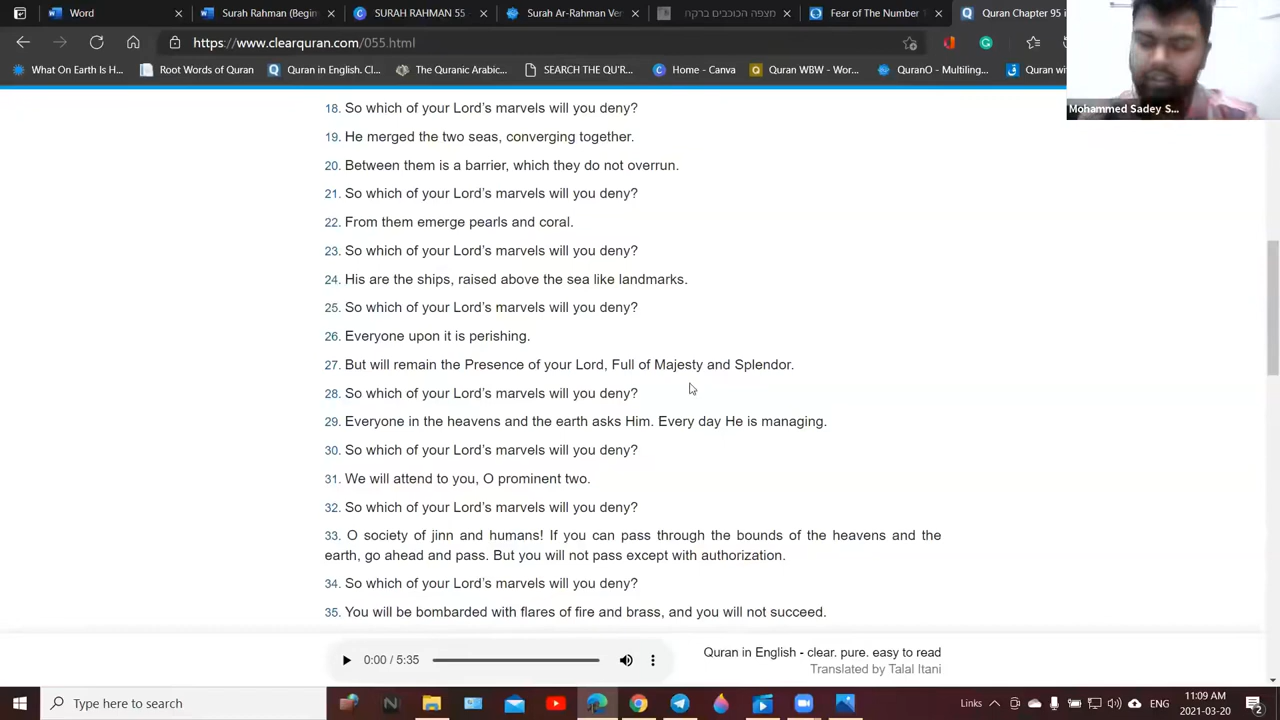 Word
Surah Rahman (Begin
SURAH RAHMAN 55
Surah Ar-Rahman Ver
מצפה הכוכבים ברקת
Fear of The Number 1
Quran Chapter 95 i
https://www.clearquran.com/055.html
What On Earth Is H...
Root Words of Quran
Quran in English. Cl...
The Quranic Arabic...
SEARCH THE QU'R...
Home - Canva
Quran WBW - Wor...
QuranO - Multiling...
Quran wi
Mohammed Sadey S...
18. So which of your Lord's marvels will you deny?
19. He merged the two seas, converging together.
20. Between them is a barrier, which they do not overrun.
21. So which of your Lord's marvels will you deny?
22. From them emerge pearls and coral.
23. So which of your Lord's marvels will you deny?
24. His are the ships, raised above the sea like landmarks.
25. So which of your Lord's marvels will you deny?
26. Everyone upon it is perishing.
27. But will remain the Presence of your Lord, Full of Majesty and Splendor.
28. So which of your Lord's marvels will you deny?
29. Everyone in the heavens and the earth asks Him. Every day He is managing.
30. So which of your Lord's marvels will you deny?
31. We will attend to you, O prominent two.
32. So which of your Lord's marvels will you deny?
33. O society of jinn and humans! If you can pass through the bounds of the heavens and the
earth, go ahead and pass. But you will not pass except with authorization.
34. So which of your Lord's marvels will you deny?
35. You will be bombarded with flares of fire and brass, and you will not succeed.
0:00 / 5:35
Quran in English - clear. pure. easy to read
Translated by Talal Itani
Type here to search
Links
ENG
11:09 AM
2021-03-20
2